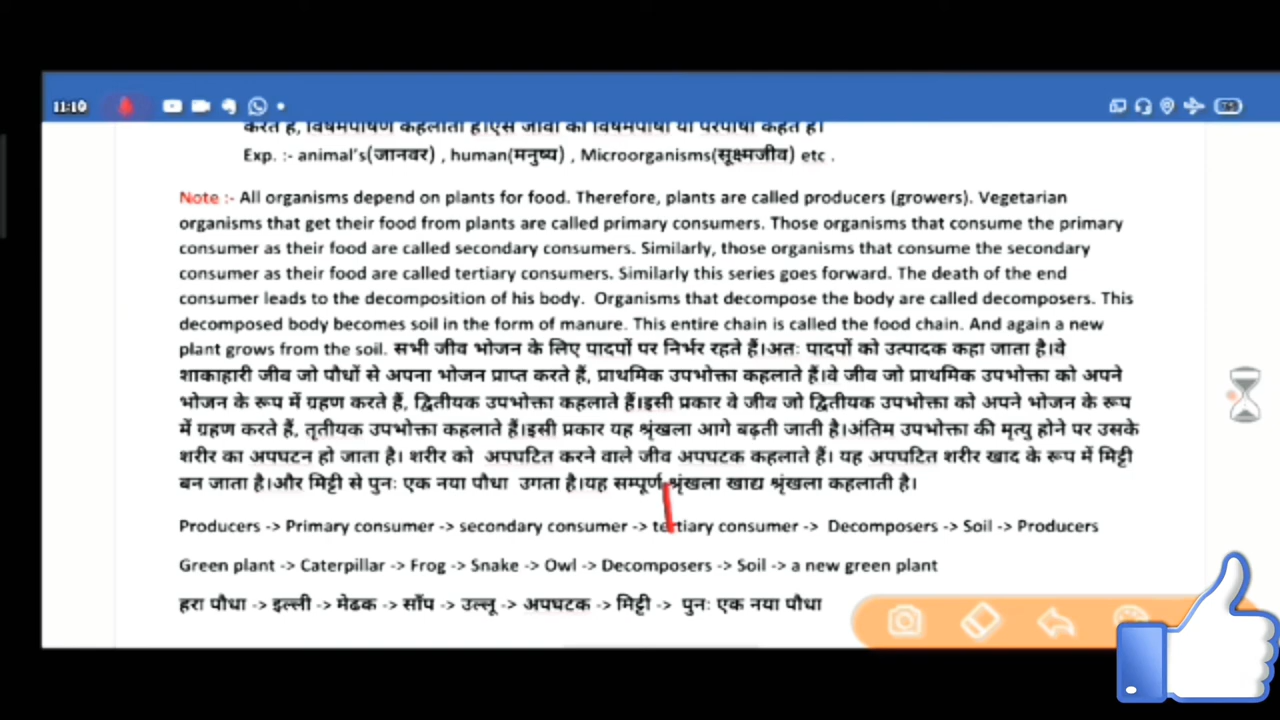 11:10
करते हैं, विषमपोषण कहलाता है।ऐसे जीवों को विषमपोषी या परपोषी कहते हैं।
Exp. :- animal's(जानवर) , human(मनुष्य) , Microorganisms(सूक्ष्मजीव) etc .
Note :- All organisms depend on plants for food. Therefore, plants are called producers (growers). Vegetarian
organisms that get their food from plants are called primary consumers. Those organisms that consume the primary
consumer as their food are called secondary consumers. Similarly, those organisms that consume the secondary
consumer as their food are called tertiary consumers. Similarly this series goes forward. The death of the end
consumer leads to the decomposition of his body. Organisms that decompose the body are called decomposers. This
decomposed body becomes soil in the form of manure. This entire chain is called the food chain. And again a new
plant grows from the soil. सभी जीव भोजन के लिए पादपों पर निर्भर रहते हैं।अतः पादपों को उत्पादक कहा जाता है।वे
शाकाहारी जीव जो पौधों से अपना भोजन प्राप्त करते हैं, प्राथमिक उपभोक्ता कहलाते हैं।वे जीव जो प्राथमिक उपभोक्ता को अपने
भोजन के रूप में ग्रहण करते हैं, द्वितीयक उपभोक्ता कहलाते हैं।इसी प्रकार वे जीव जो द्वितीयक उपभोक्ता को अपने भोजन के रूप
में ग्रहण करते हैं, तृतीयक उपभोक्ता कहलाते हैं।इसी प्रकार यह श्रृंखला आगे बढ़ती जाती है।अंतिम उपभोक्ता की मृत्यु होने पर उसके
शरीर का अपघटन हो जाता है। शरीर को अपघटित करने वाले जीव अपघटक कहलाते हैं। यह अपघटित शरीर खाद के रूप में मिट्टी
बन जाता है।और मिट्टी से पुनः एक नया पौधा उगता है।यह सम्पूर्ण श्रृंखला खाद्य श्रृंखला कहलाती है।
Producers -> Primary consumer -> secondary consumer -> tertiary consumer -> Decomposers -> Soil -> Producers
Green plant -> Caterpillar -> Frog -> Snake -> Owl -> Decomposers -> Soil -> a new green plant
हरा पौधा -> इल्ली -> मेढक -> साँप -> उल्लू -> अपघटक -> मिट्टी -> पुनः एक नया पौधा